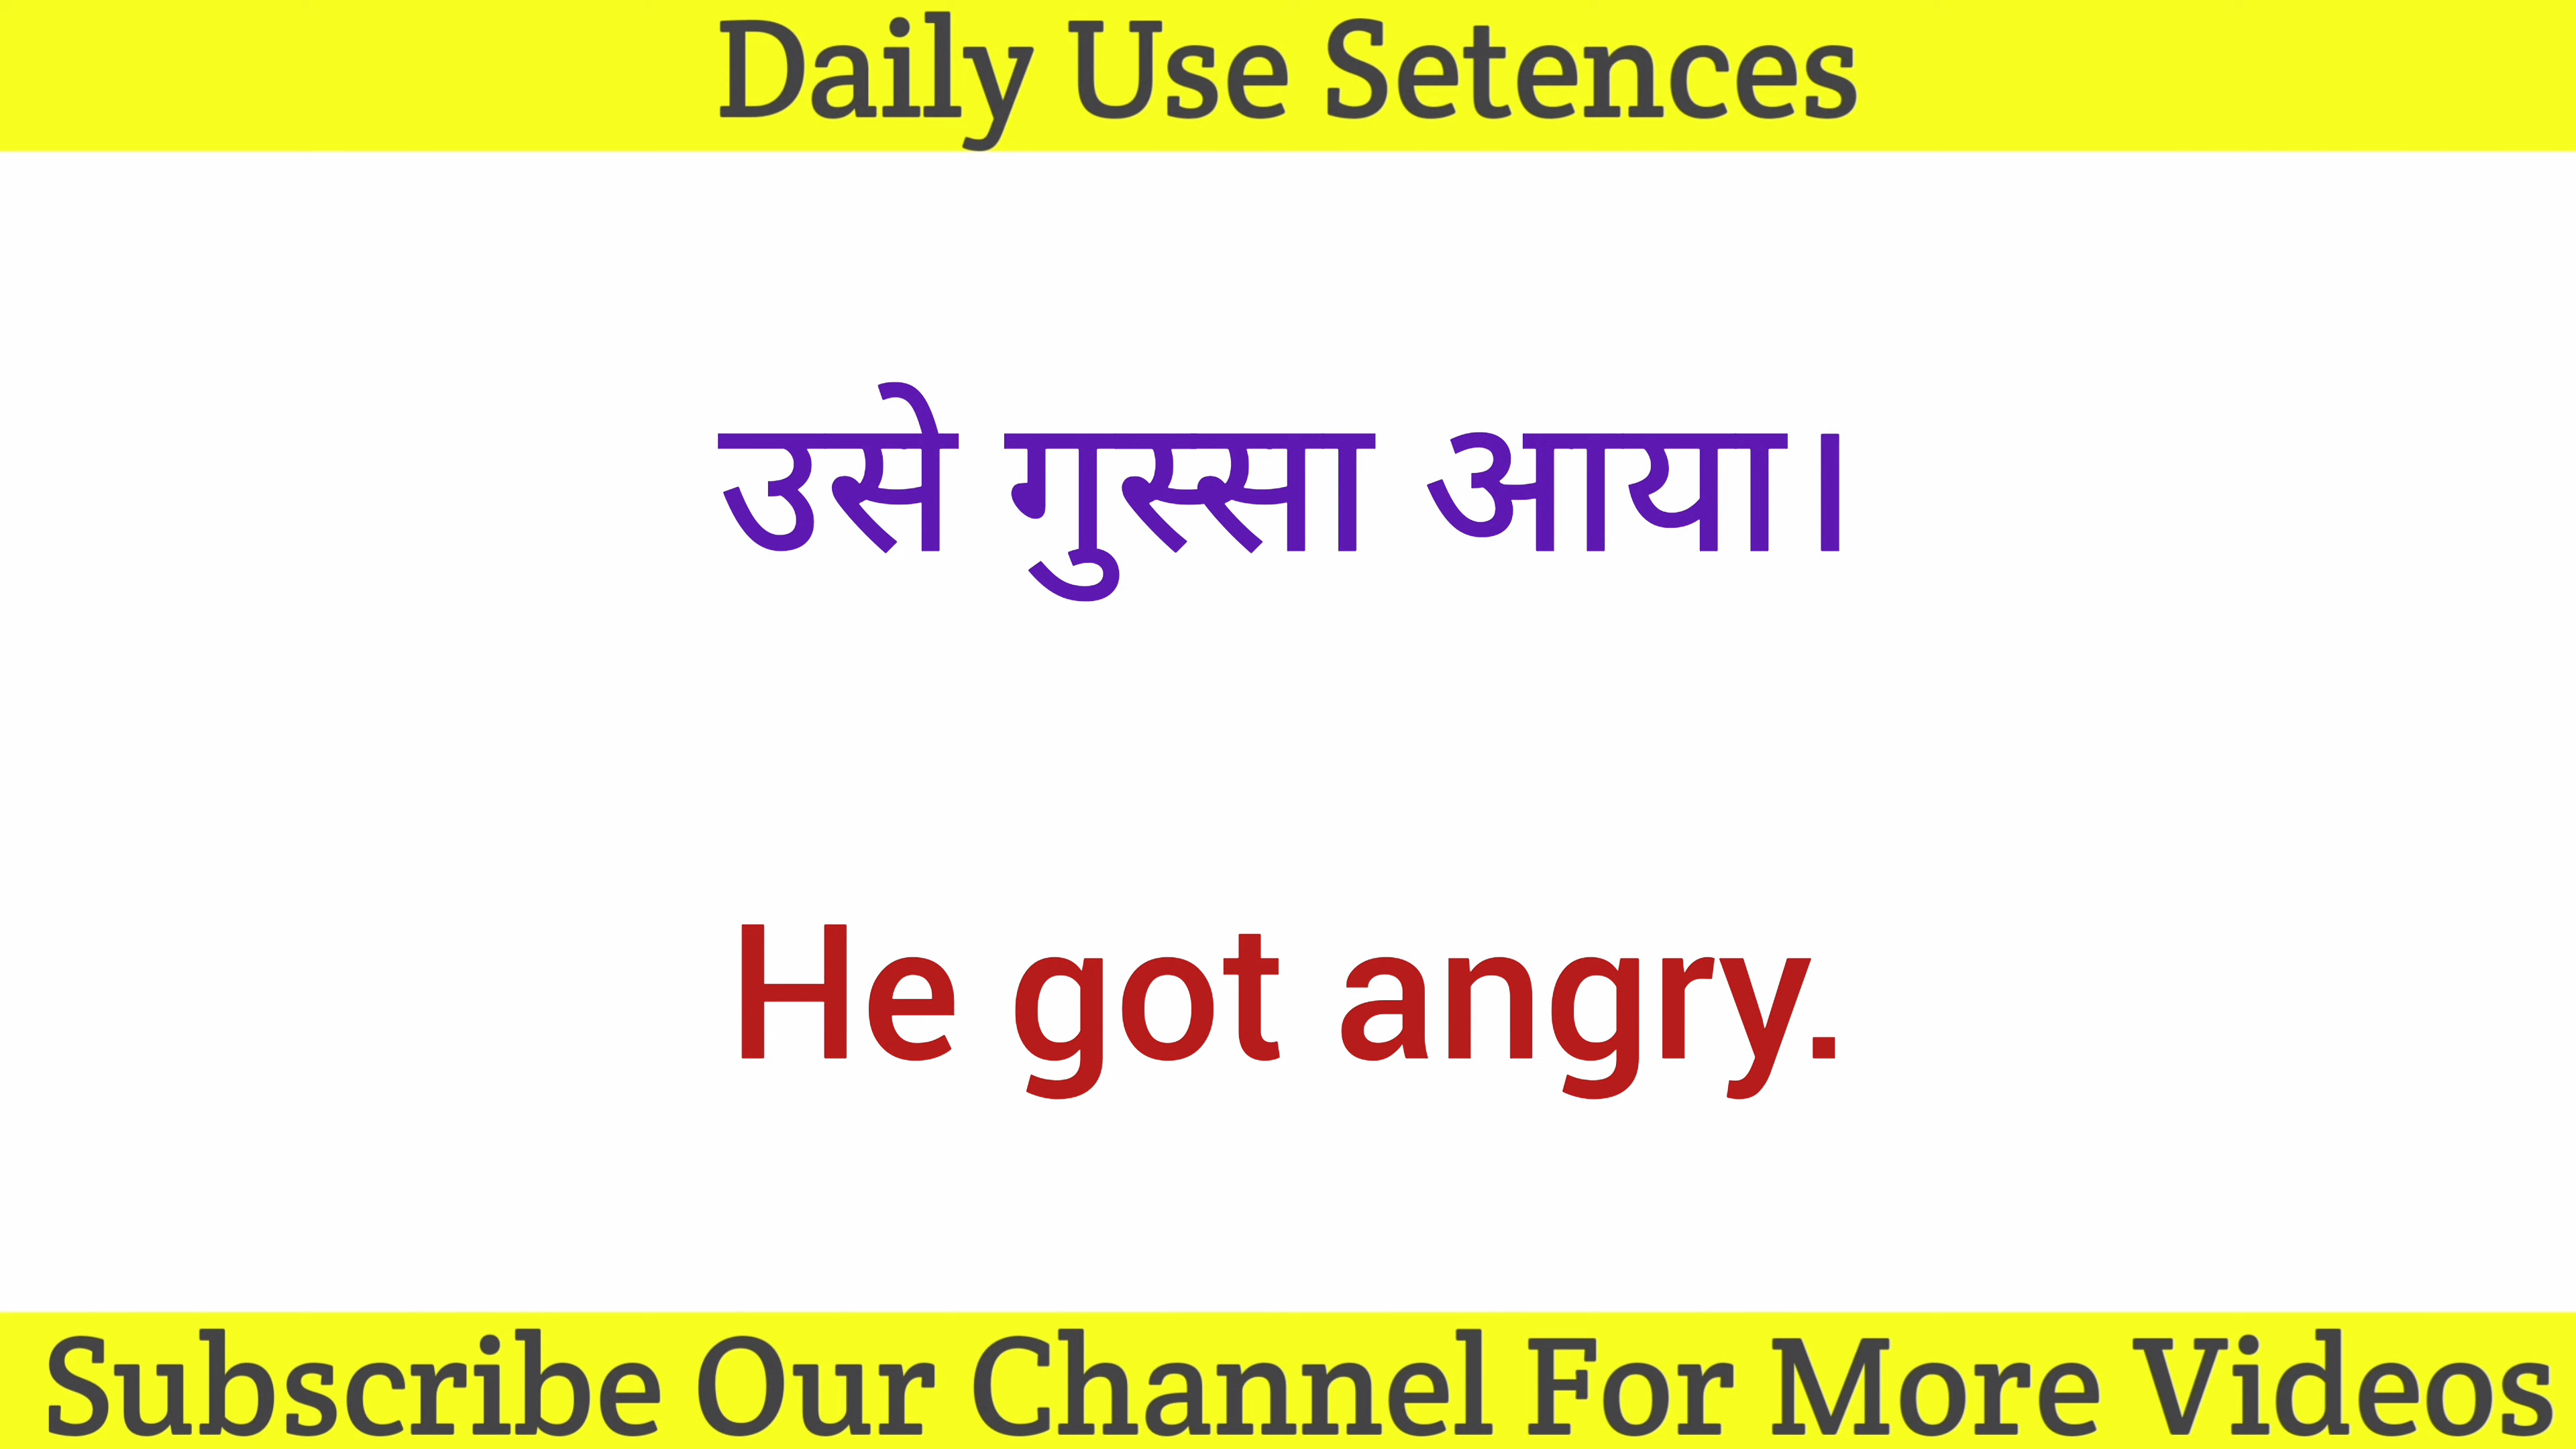 Daily Use Setences
उसे गुस्सा आया।
He got angry.
Subscribe Our Channel For More Videos